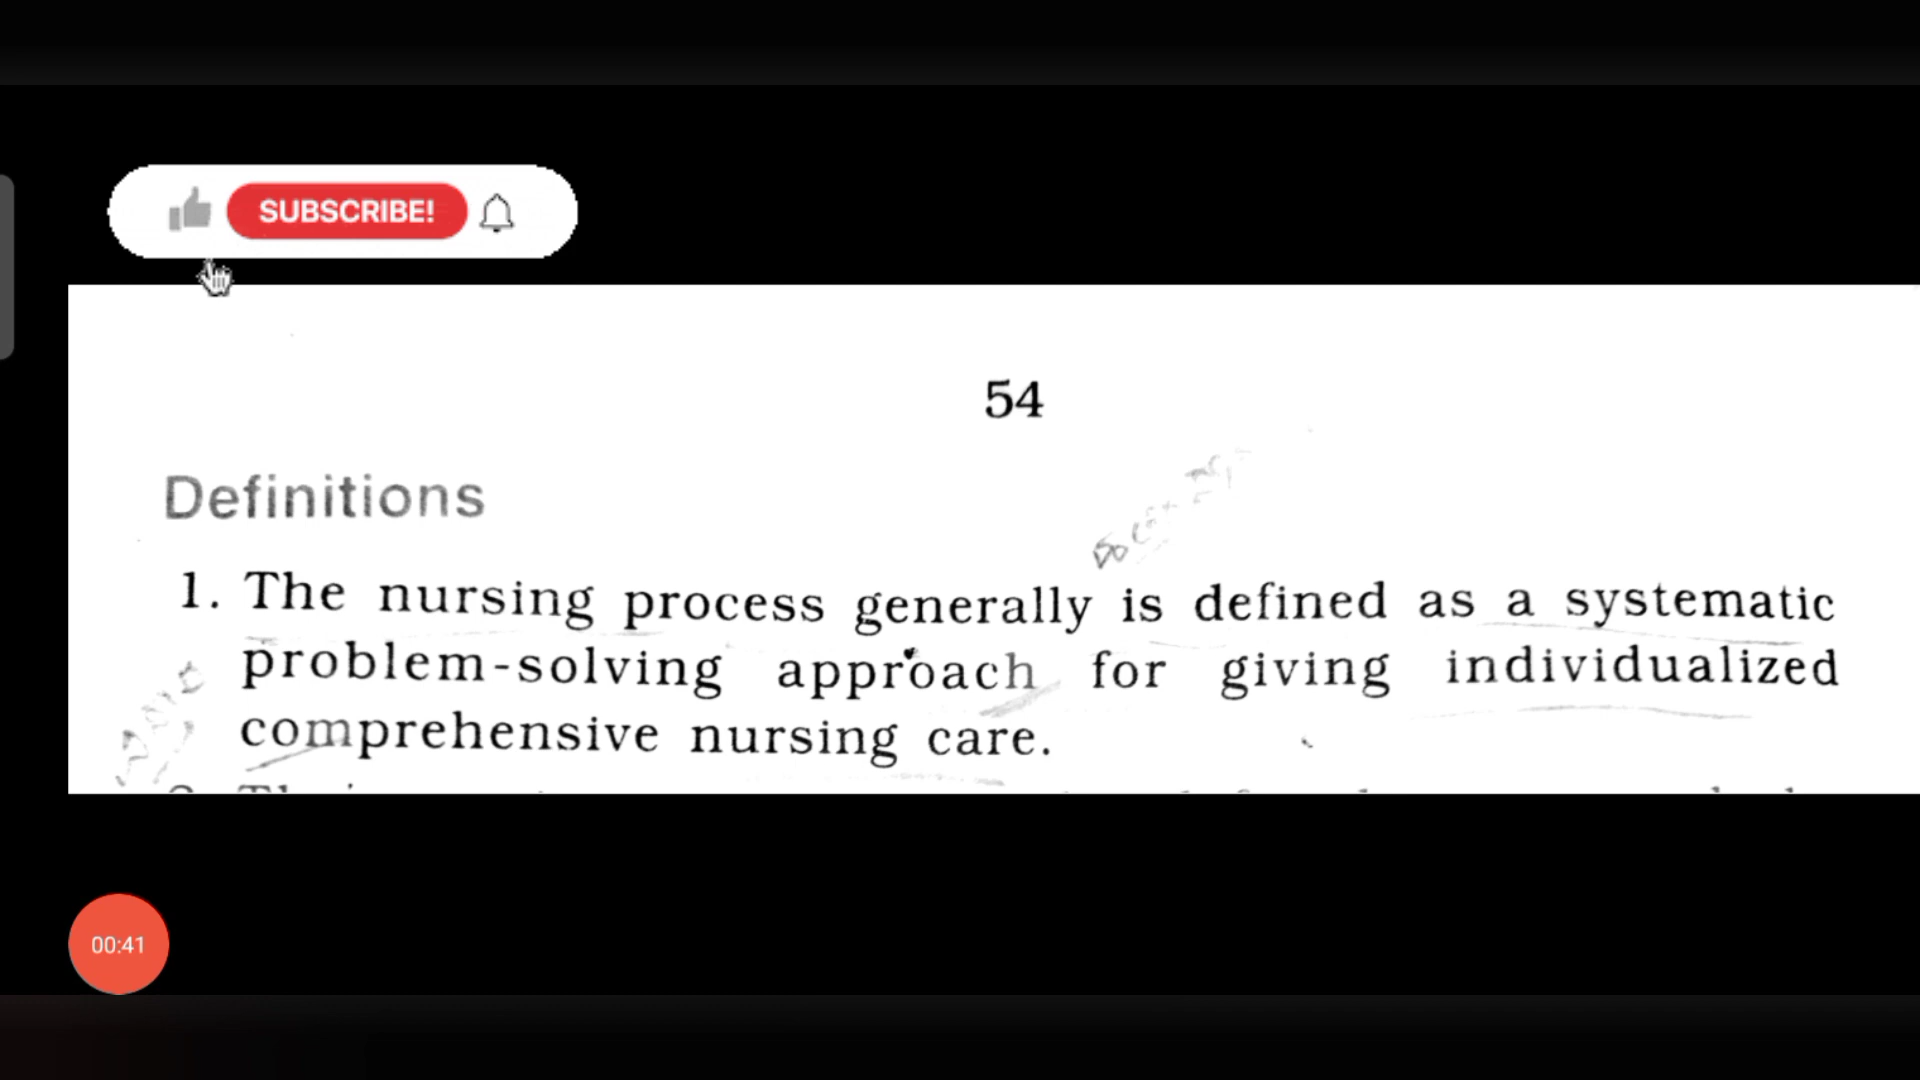 SUBSCRIBE!
54
Definitions
1. The nursing process generally is defined as a systematic
problem-solving approach for giving individualized
comprehensive nursing care.
00:41